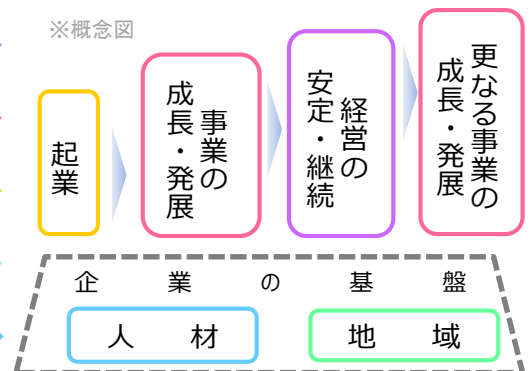 ※概念図
起業
事業の
成長・発展
経営の
安定・継続
更なる事業の
成長・発展
企業の基盤
人材
地域